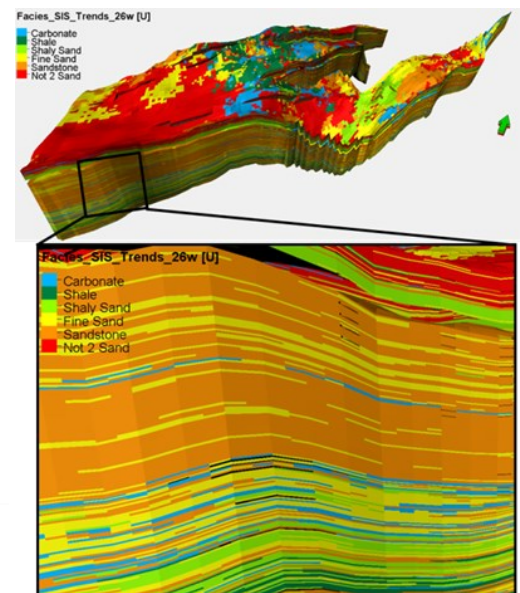 Facies_SIS_Trends_26w [U]
Carbonate
Shale
Shaly Sand
Fine Sand
Sandstone
Not 2 Sand
Facies_SIS_Trends_26w [U]
Carbonate
Shale
Shaly Sand
Fine Sand
Sandstone
Not 2 Sand